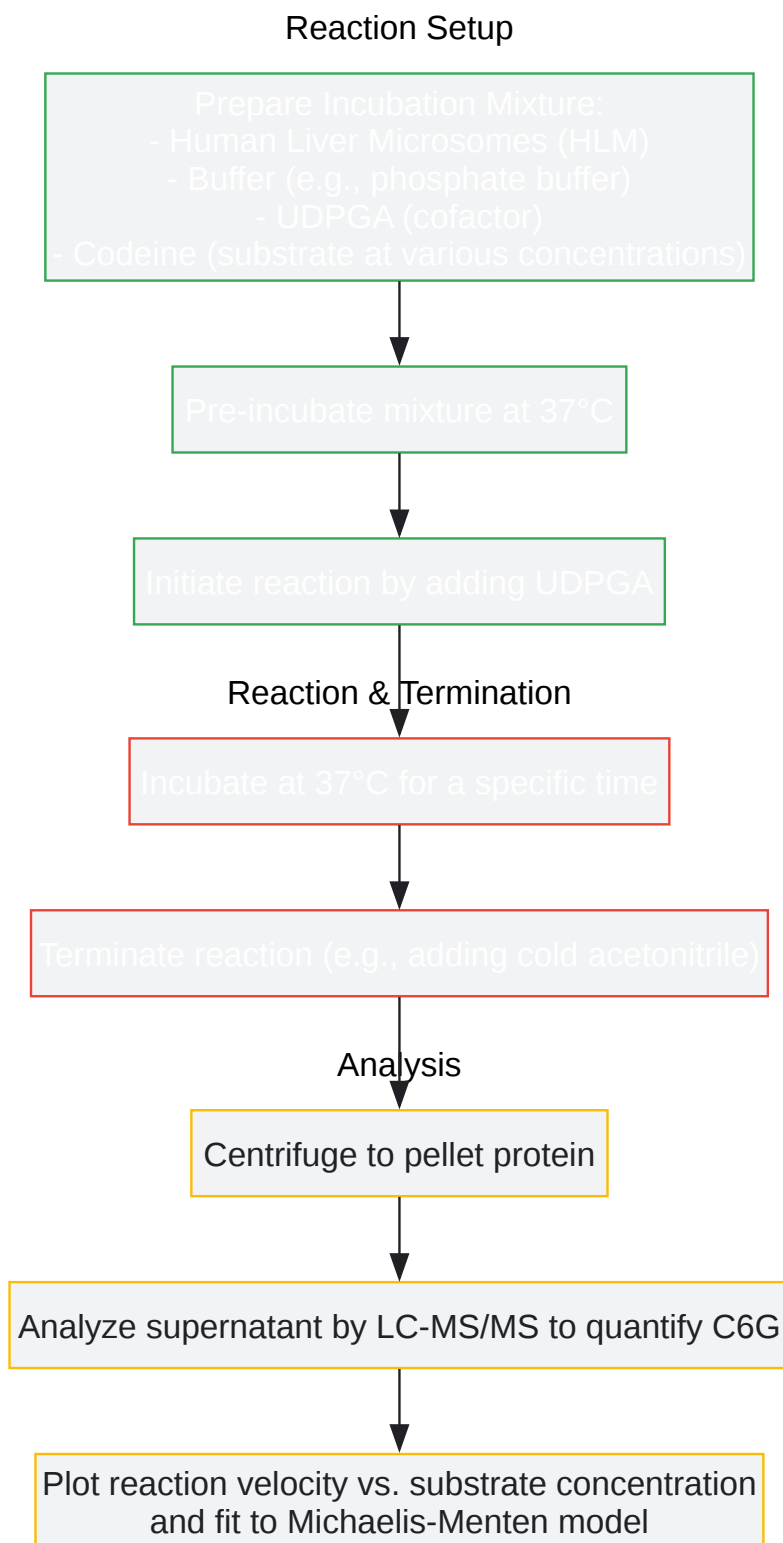 Reaction Setup
Prepare Incubation Mixture:
- Human Liver Microsomes (HLM)
- Buffer (e.g., phosphate buffer)
- UDPGA (cofactor)
- Codeine (substrate at various concentrations)
Pre-incubate mixture at 37°C
Initiate reaction by adding UDPGA
Reaction & Termination
Incubate at 37°C for a specific time
Terminate reaction (e.g., adding cold acetonitrile)
Analysis
Centrifuge to pellet protein
Analyze supernatant by LC-MS/MS to quantify C6G
Plot reaction velocity vs. substrate concentration
and fit to Michaelis-Menten model